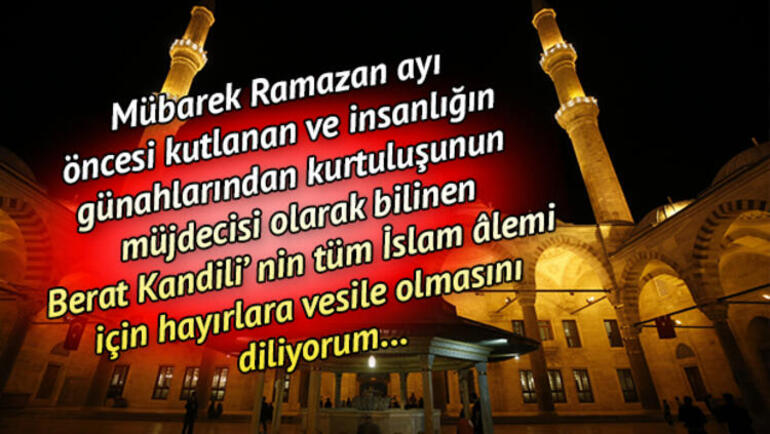 Mübarek Ramazan ayı
öncesi kutlanan ve insanlığın
günahlarından kurtuluşunun
müjdecisi olarak bilinen
Berat Kandili’nin tüm İslam âlemi
için hayırlara vesile olmasını
diliyorum...